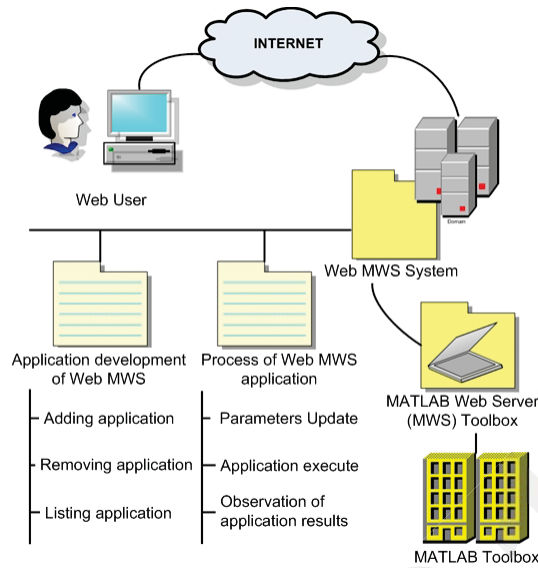 INTERNET
Web User
Domain
Web MWS System
Application development
of Web MWS
Process of Web MWS
application
Adding application
Removing application
Listing application
Parameters Update
Application execute
Observation of
application results
MATLAB Web Server
(MWS) Toolbox
MATLAB Toolbox